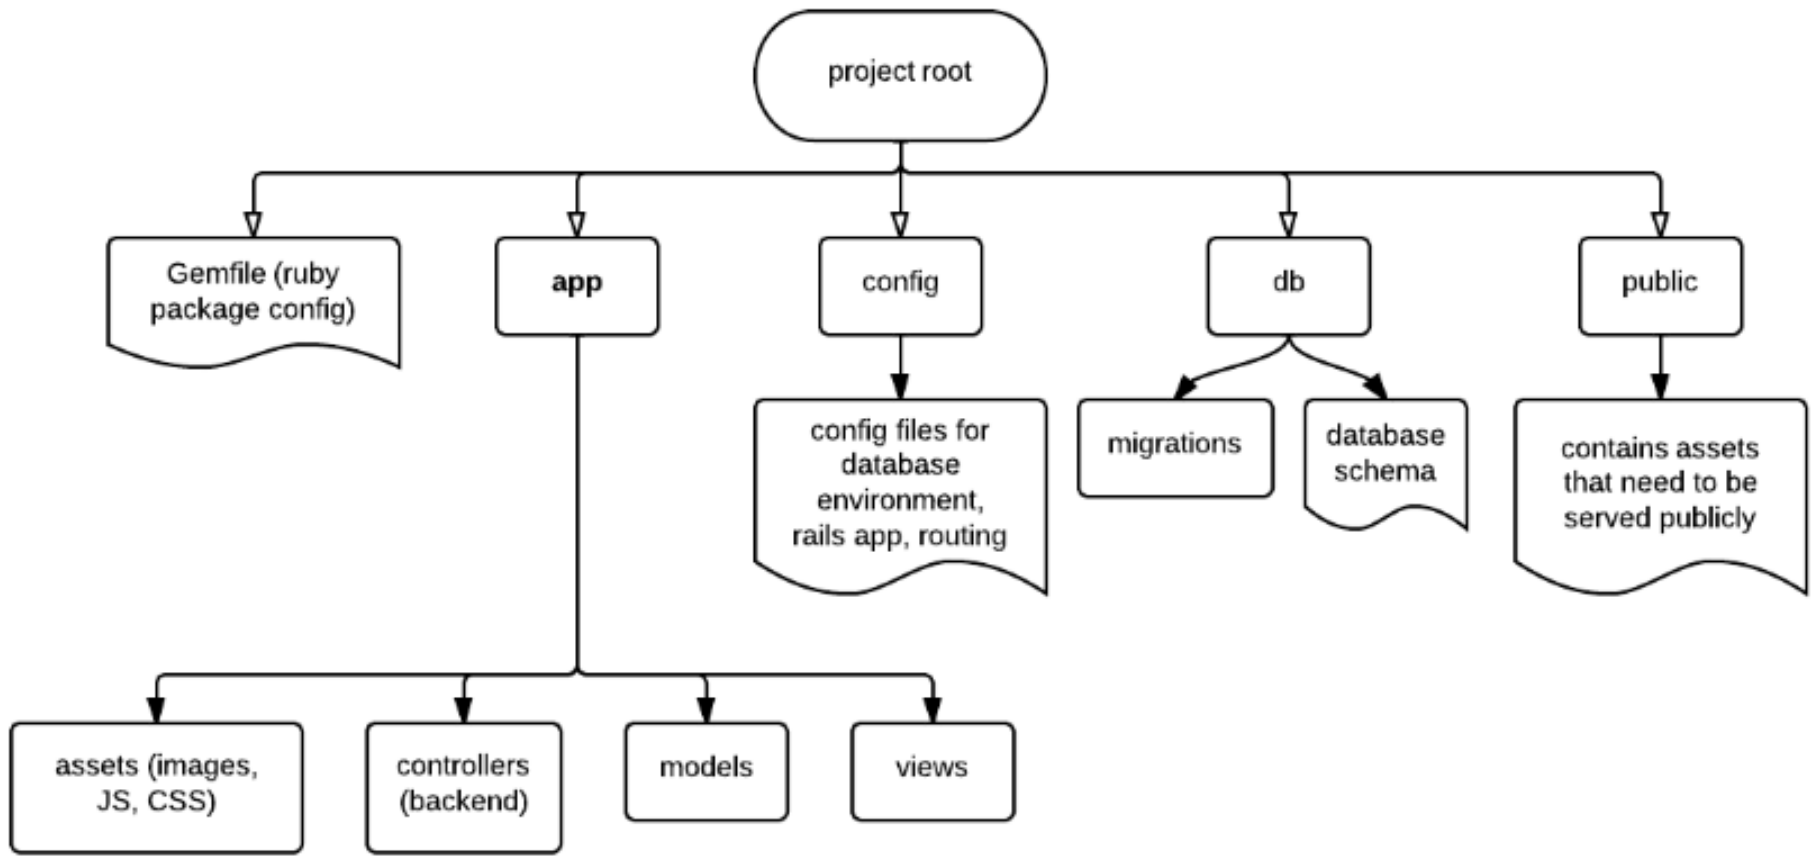 project root
Gemfile (ruby
package config)
app
config
db
public
config files for
database
environment,
rails app, routing
migrations
database
schema
contains assets
that need to be
served publicly
assets (images,
JS, CSS)
controllers
(backend)
models
views